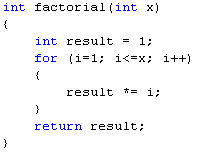 int factorial(int x)
{
    int result = 1;
    for (i=1; i<=x; i++)
    {
        result *= i;
    }
    return result;
}